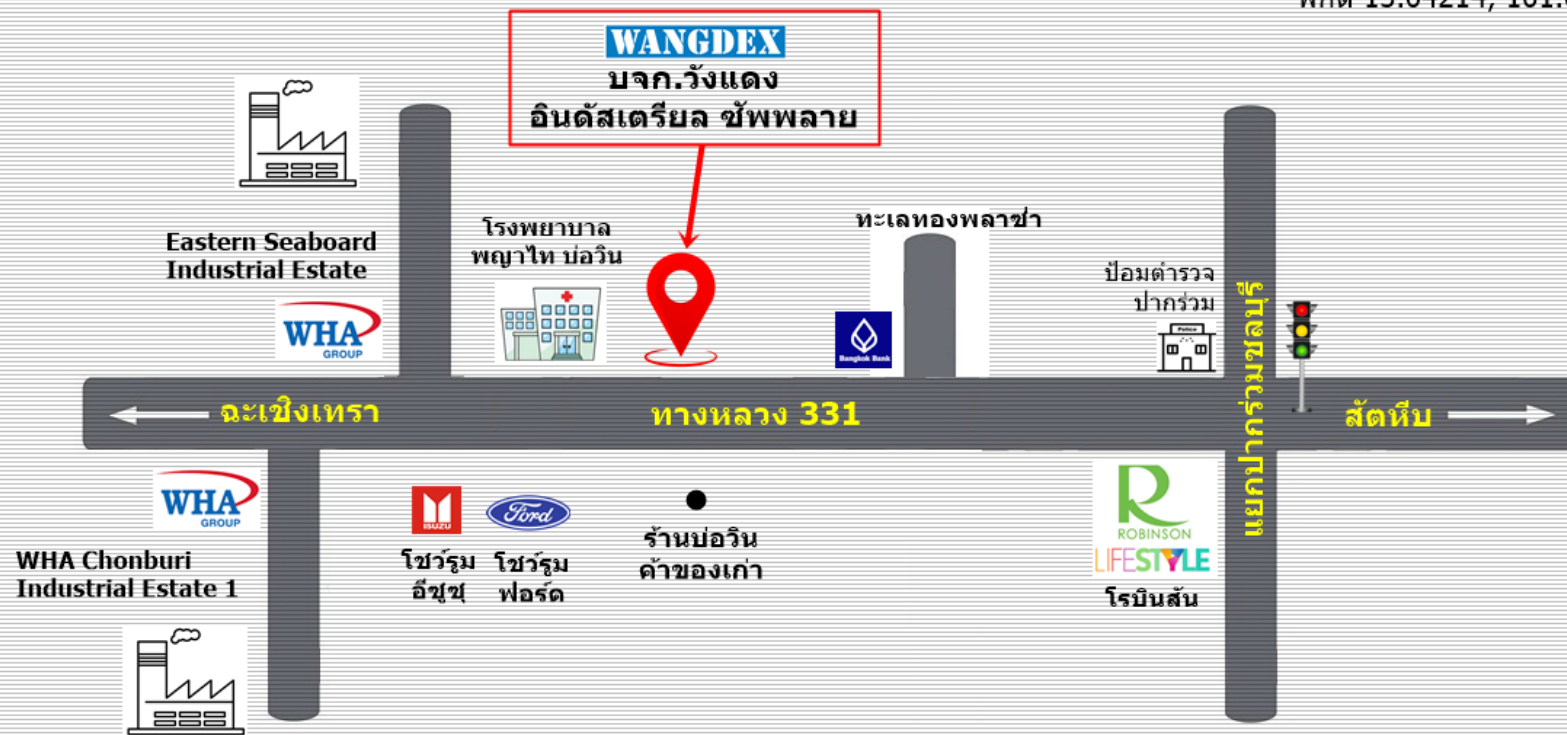 WANGDEX
บจก.วังแดง
อินดัสเตรียล ซัพพลาย
Eastern Seaboard
Industrial Estate
WHA
GROUP
โรงพยาบาล
พญาไท บ่อวิน
ทะเลทองพลาซ่า
Bangkok Bank
ป้อมตำรวจ
ปากร่วม
Police
แยกปากร่วมชลบุรี
ฉะเชิงเทรา
ทางหลวง 331
สัตหีบ
WHA
GROUP
WHA Chonburi
Industrial Estate 1
ISUZU
โชว์รูม
อีซูซุ
Ford
โชว์รูม
ฟอร์ด
ร้านบ่อวิน
ค้าของเก่า
R
ROBINSON
LIFESTYLE
โรบินสัน